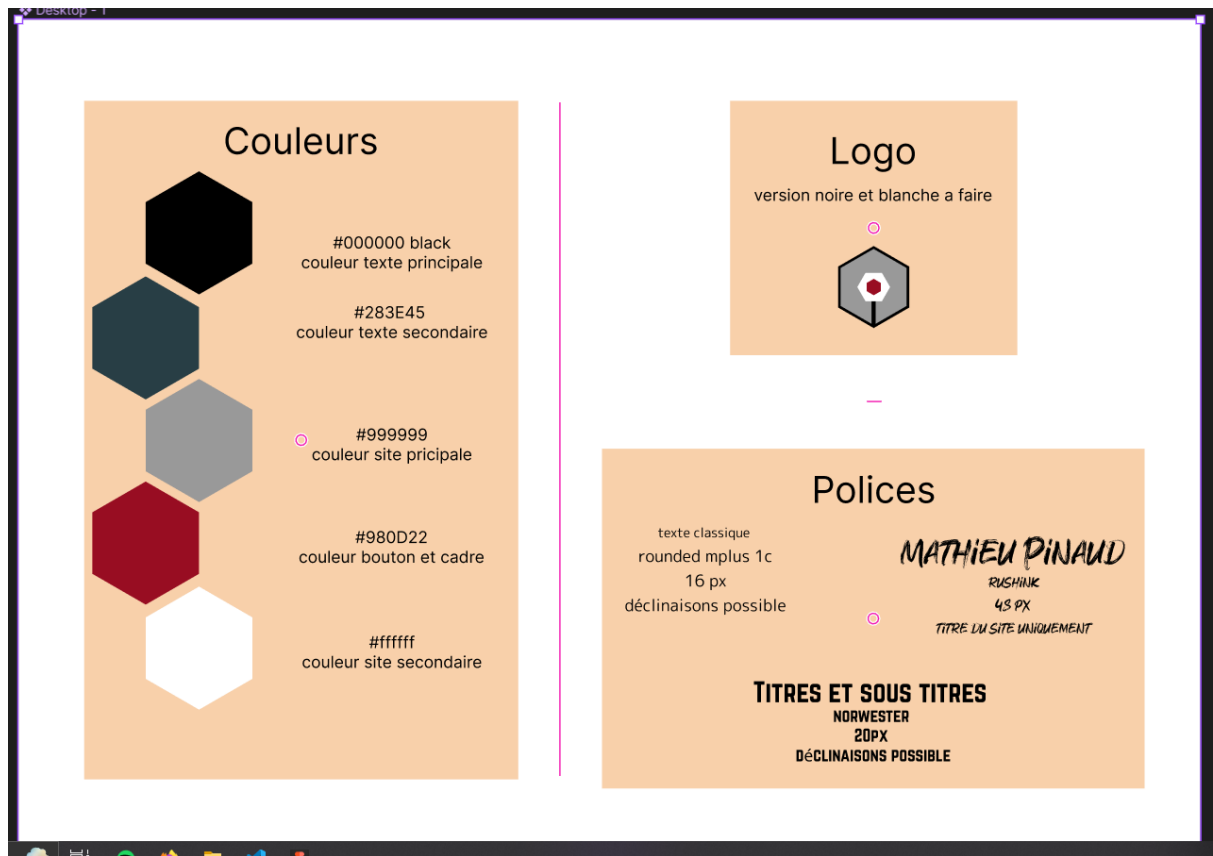 Desktop - 1
Couleurs
#000000 black
couleur texte principale
#283E45
couleur texte secondaire
#999999
couleur site pricipale
#980D22
couleur bouton et cadre
#ffffff
couleur site secondaire
Logo
version noire et blanche a faire
Polices
texte classique
rounded mplus 1c
16 px
déclinaisons possible
MATHiEU PiNAUD
RUSHiNK
43 PX
TiTRE DU SiTE UNiQUEMENT
Titres et sous titres
norwester
20px
Déclinaisons possible